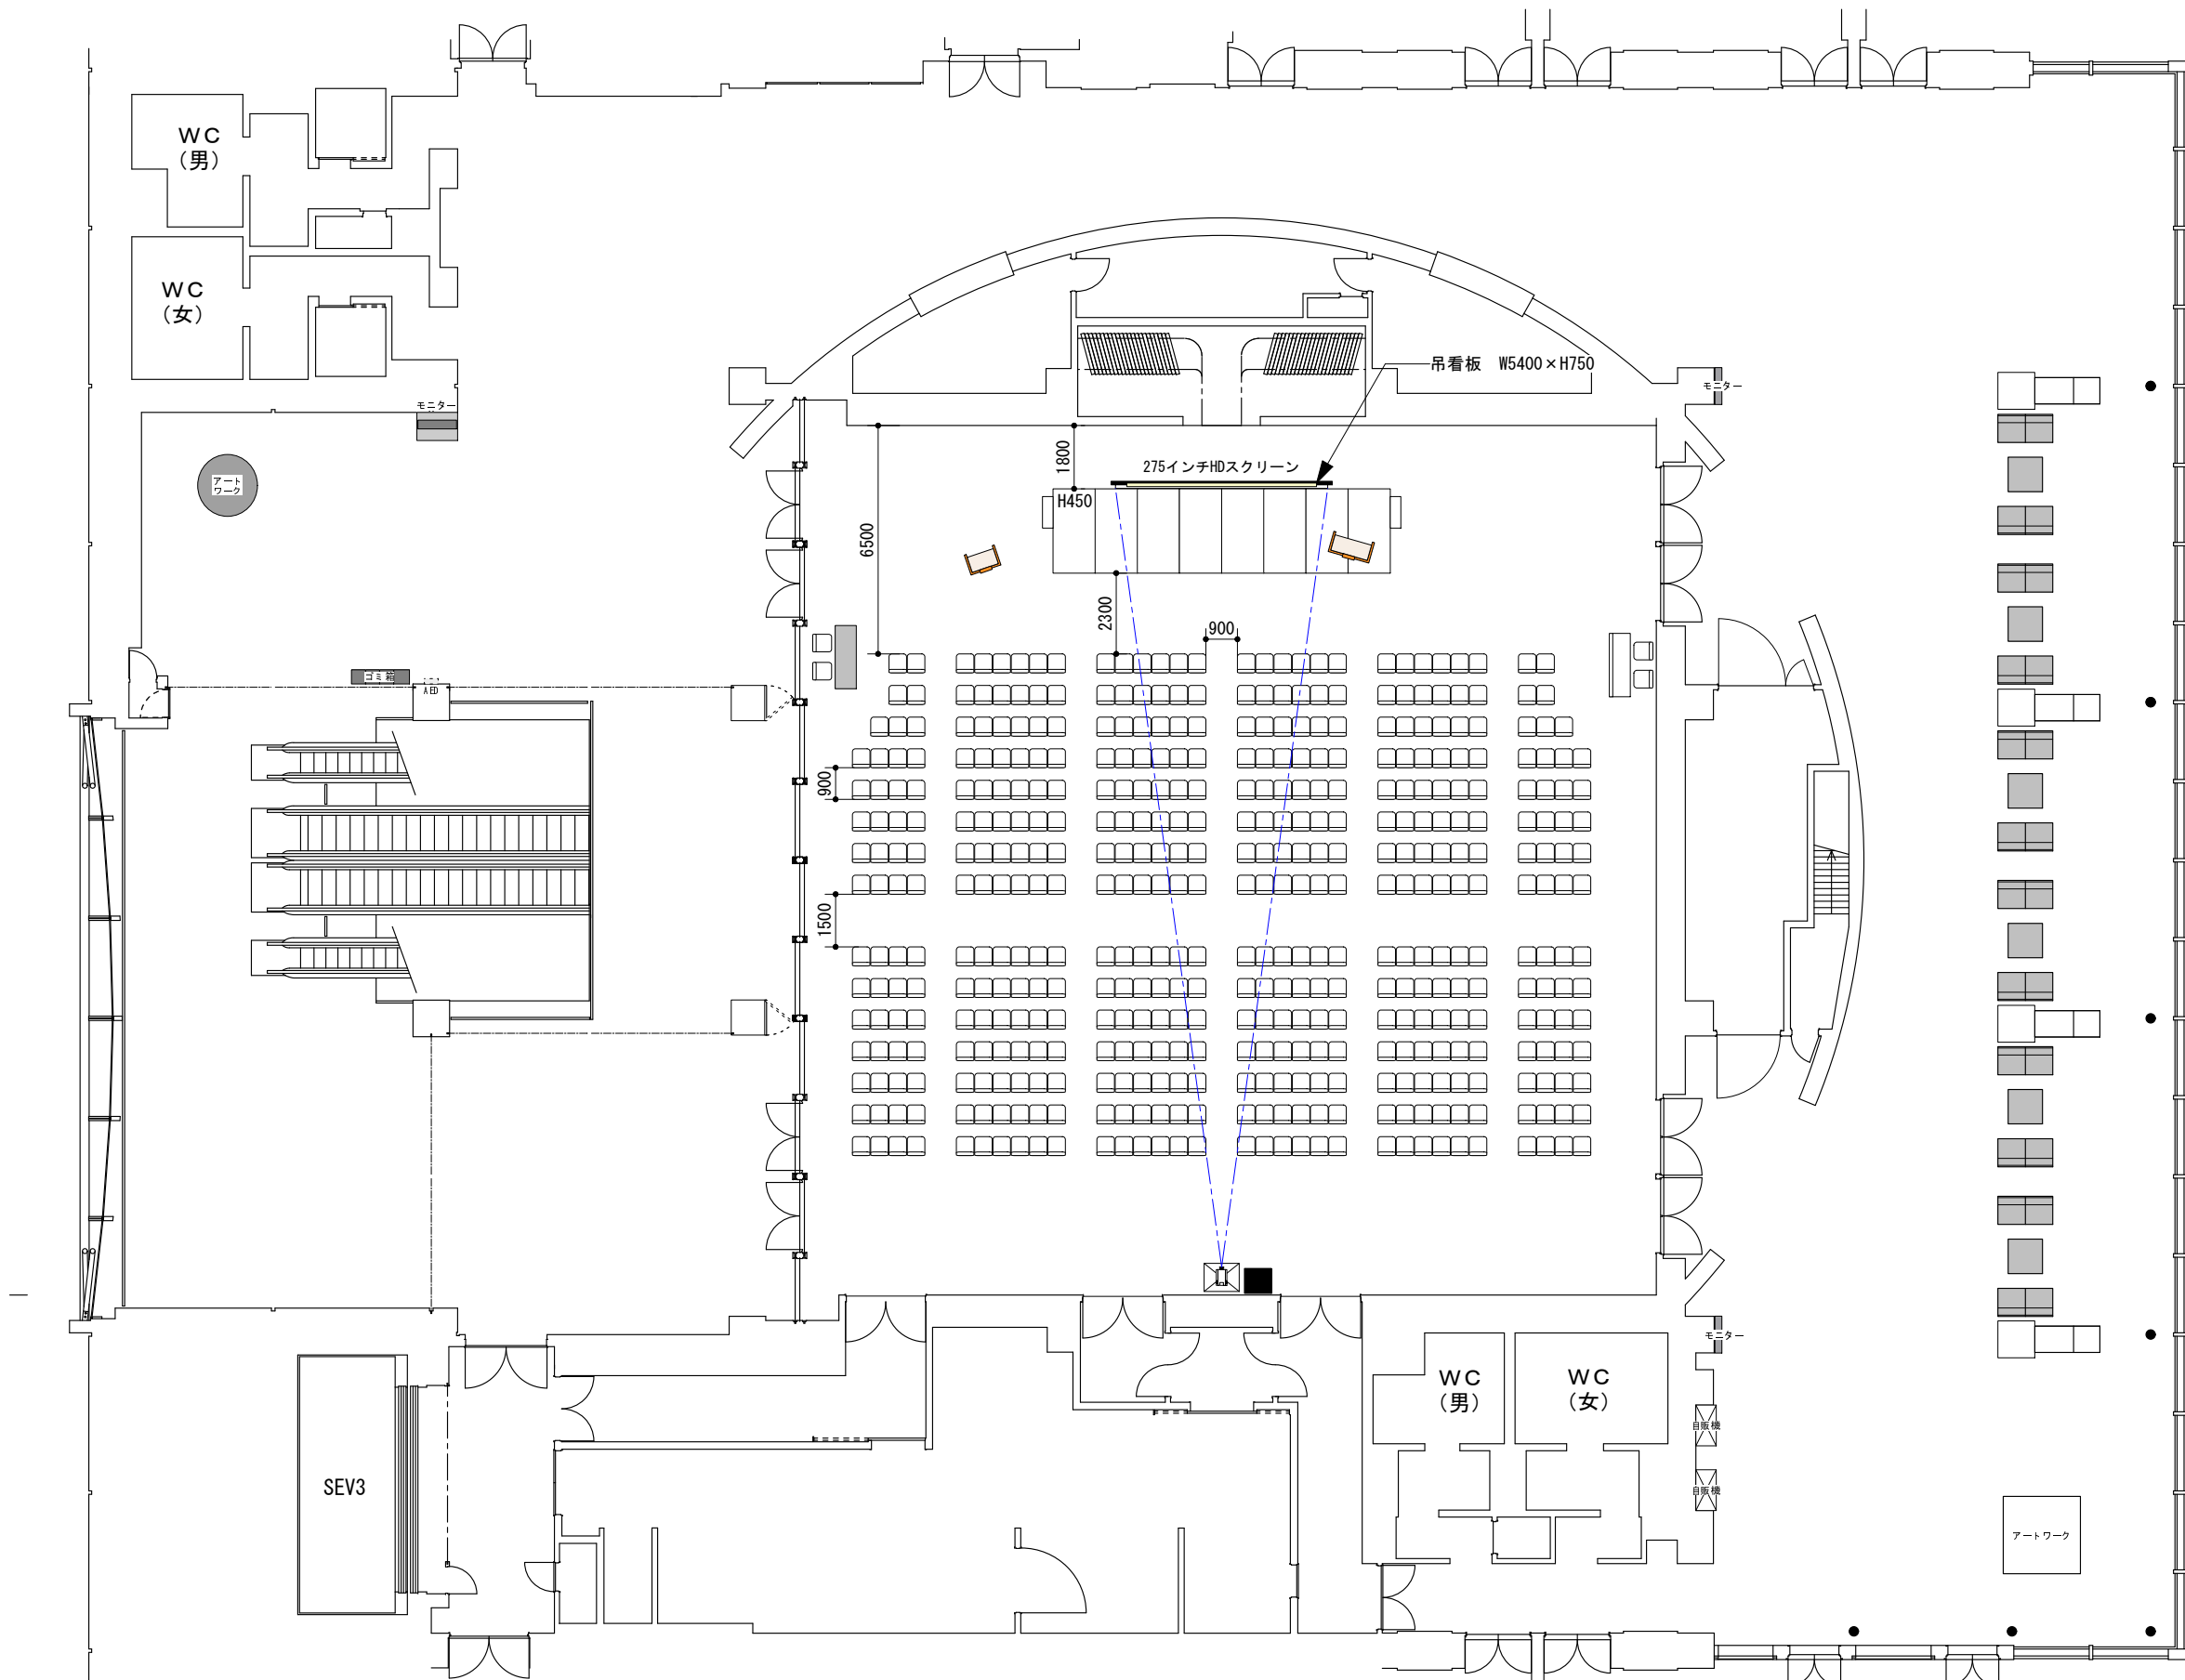 WC
(男)
WC
(女)
モニター
アート
ワーク
吊看板 W5400×H750
モニター
1800
275インチHDスクリーン
H450
6500
2300
900
ゴミ箱
AED
900
1500
モニター
WC
(男)
WC
(女)
自販機
自販機
SEV3
アートワーク